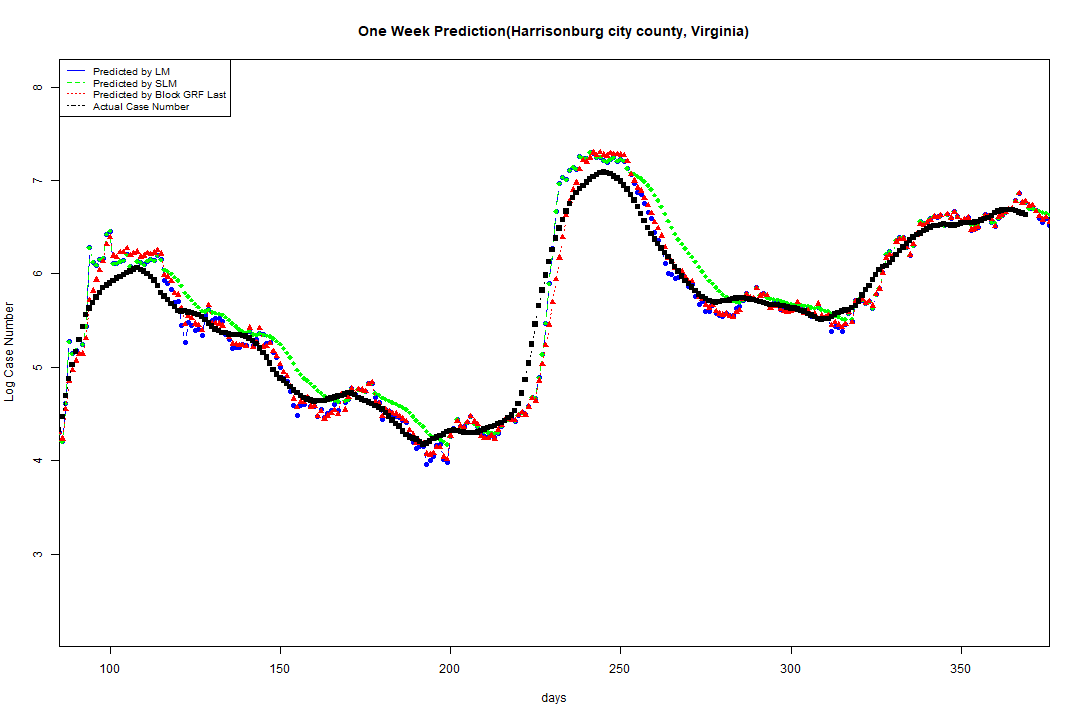 One Week Prediction(Harrisonburg city county, Virginia)
Predicted by LM
Predicted by SLM
Predicted by Block GRF Last
Actual Case Number
8
7
6
5
4
3
Log Case Number
100 150 200 250 300 350
days